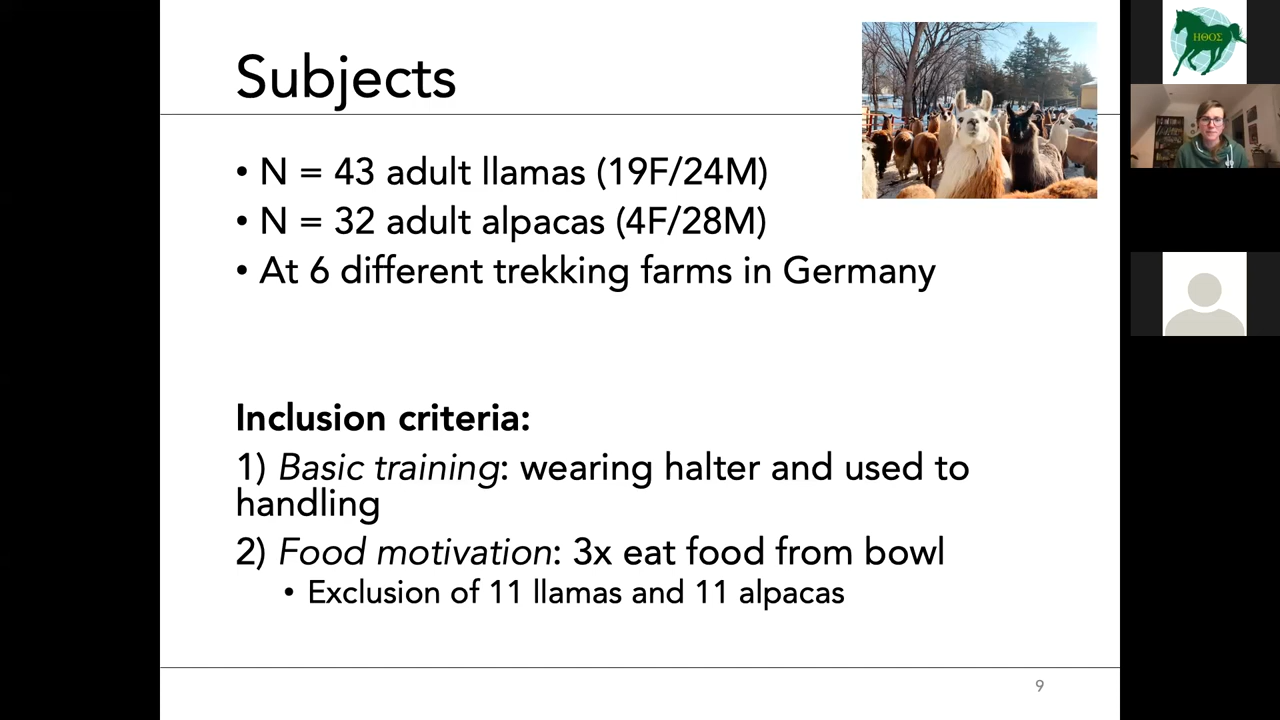 Subjects
• N = 43 adult llamas (19F/24M)
• N = 32 adult alpacas (4F/28M)
• At 6 different trekking farms in Germany
Inclusion criteria:
1) Basic training: wearing halter and used to
handling
2) Food motivation: 3x eat food from bowl
• Exclusion of 11 llamas and 11 alpacas
9
ΗΘΟΣ